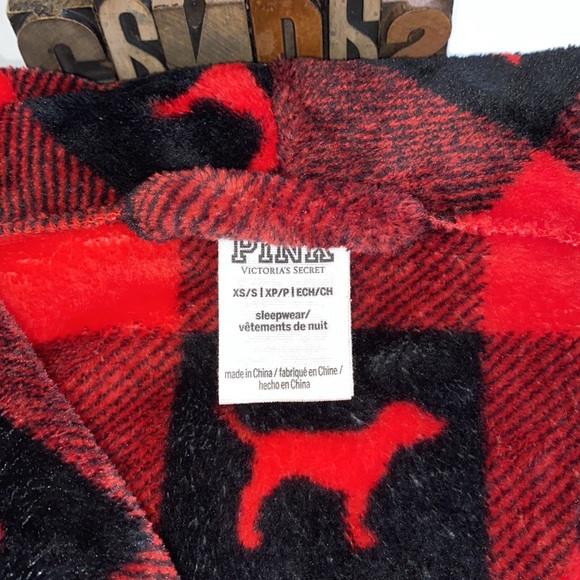 PINK
VICTORIA'S SECRET
XS/S | XP/P | ECH/CH
sleepwear/
vêtements de nuit
made in China / fabriqué en Chine /
hecho en China